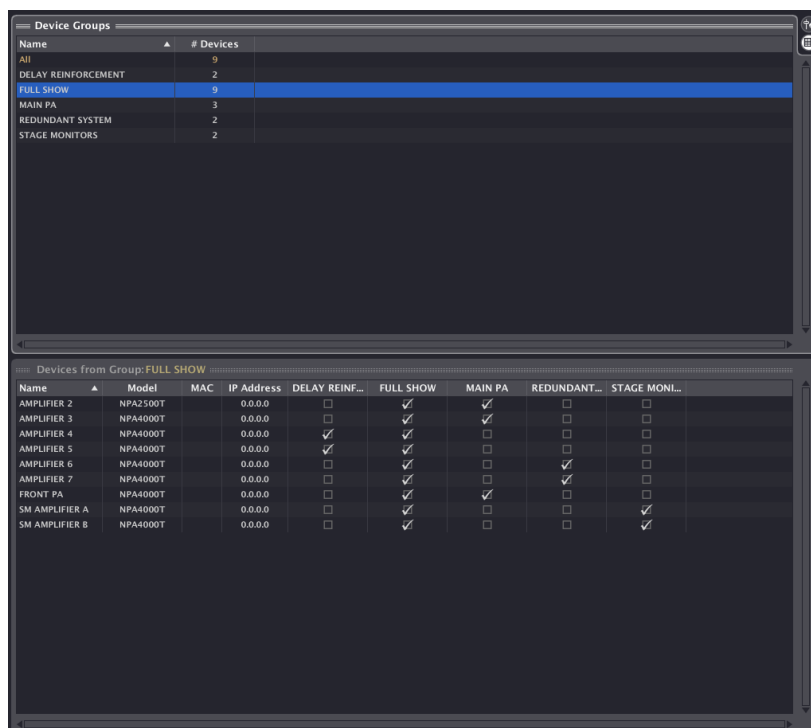 Device Groups
Name # Devices
All 9
DELAY REINFORCEMENT 2
FULL SHOW 9
MAIN PA 3
REDUNDANT SYSTEM 2
STAGE MONITORS 2
Devices from Group: FULL SHOW
Name Model MAC IP Address DELAY REINF... FULL SHOW MAIN PA REDUNDANT... STAGE MONI...
AMPLIFIER 2 NPA2500T 0.0.0.0
AMPLIFIER 3 NPA4000T 0.0.0.0
AMPLIFIER 4 NPA4000T 0.0.0.0
AMPLIFIER 5 NPA4000T 0.0.0.0
AMPLIFIER 6 NPA4000T 0.0.0.0
AMPLIFIER 7 NPA4000T 0.0.0.0
FRONT PA NPA4000T 0.0.0.0
SM AMPLIFIER A NPA4000T 0.0.0.0
SM AMPLIFIER B NPA4000T 0.0.0.0